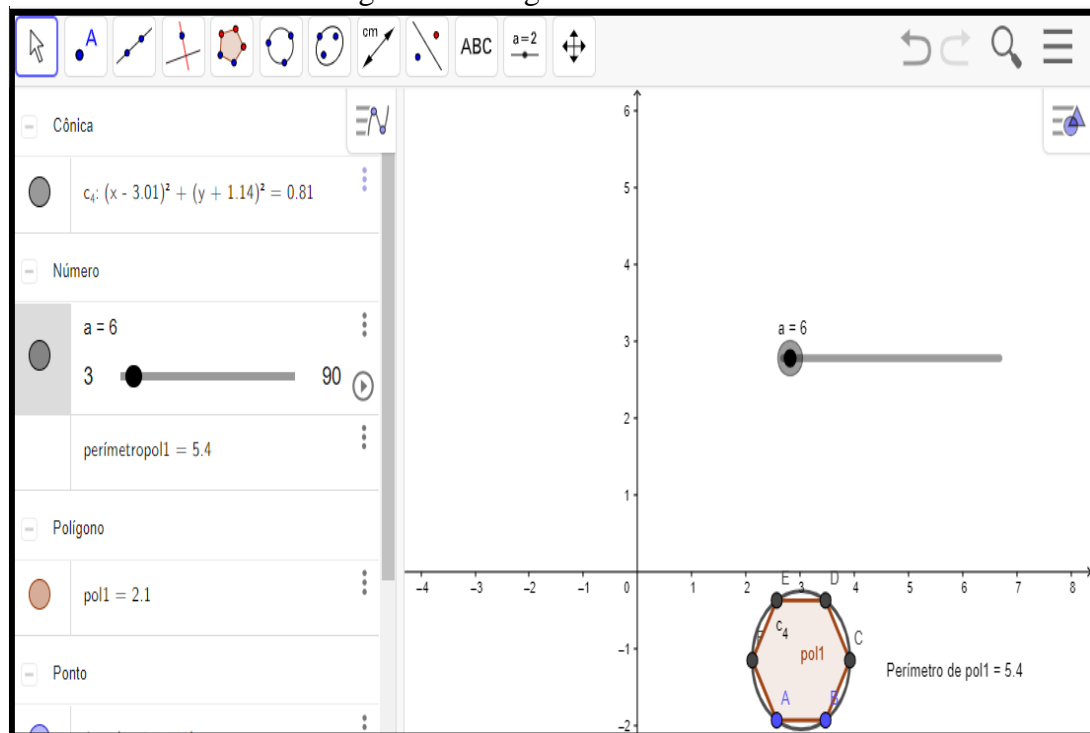 A
cm
ABC
a=2
Cônica
c₄: (x - 3.01)² + (y + 1.14)² = 0.81
Número
a = 6
3
90
perímetropol1 = 5.4
Polígono
pol1 = 2.1
Ponto
6
5
4
3
2
1
-1
-2
-4
-3
-2
-1
0
1
2
3
4
5
6
7
8
a = 6
E
D
c₄
F
C
pol1
A
B
Perímetro de pol1 = 5.4